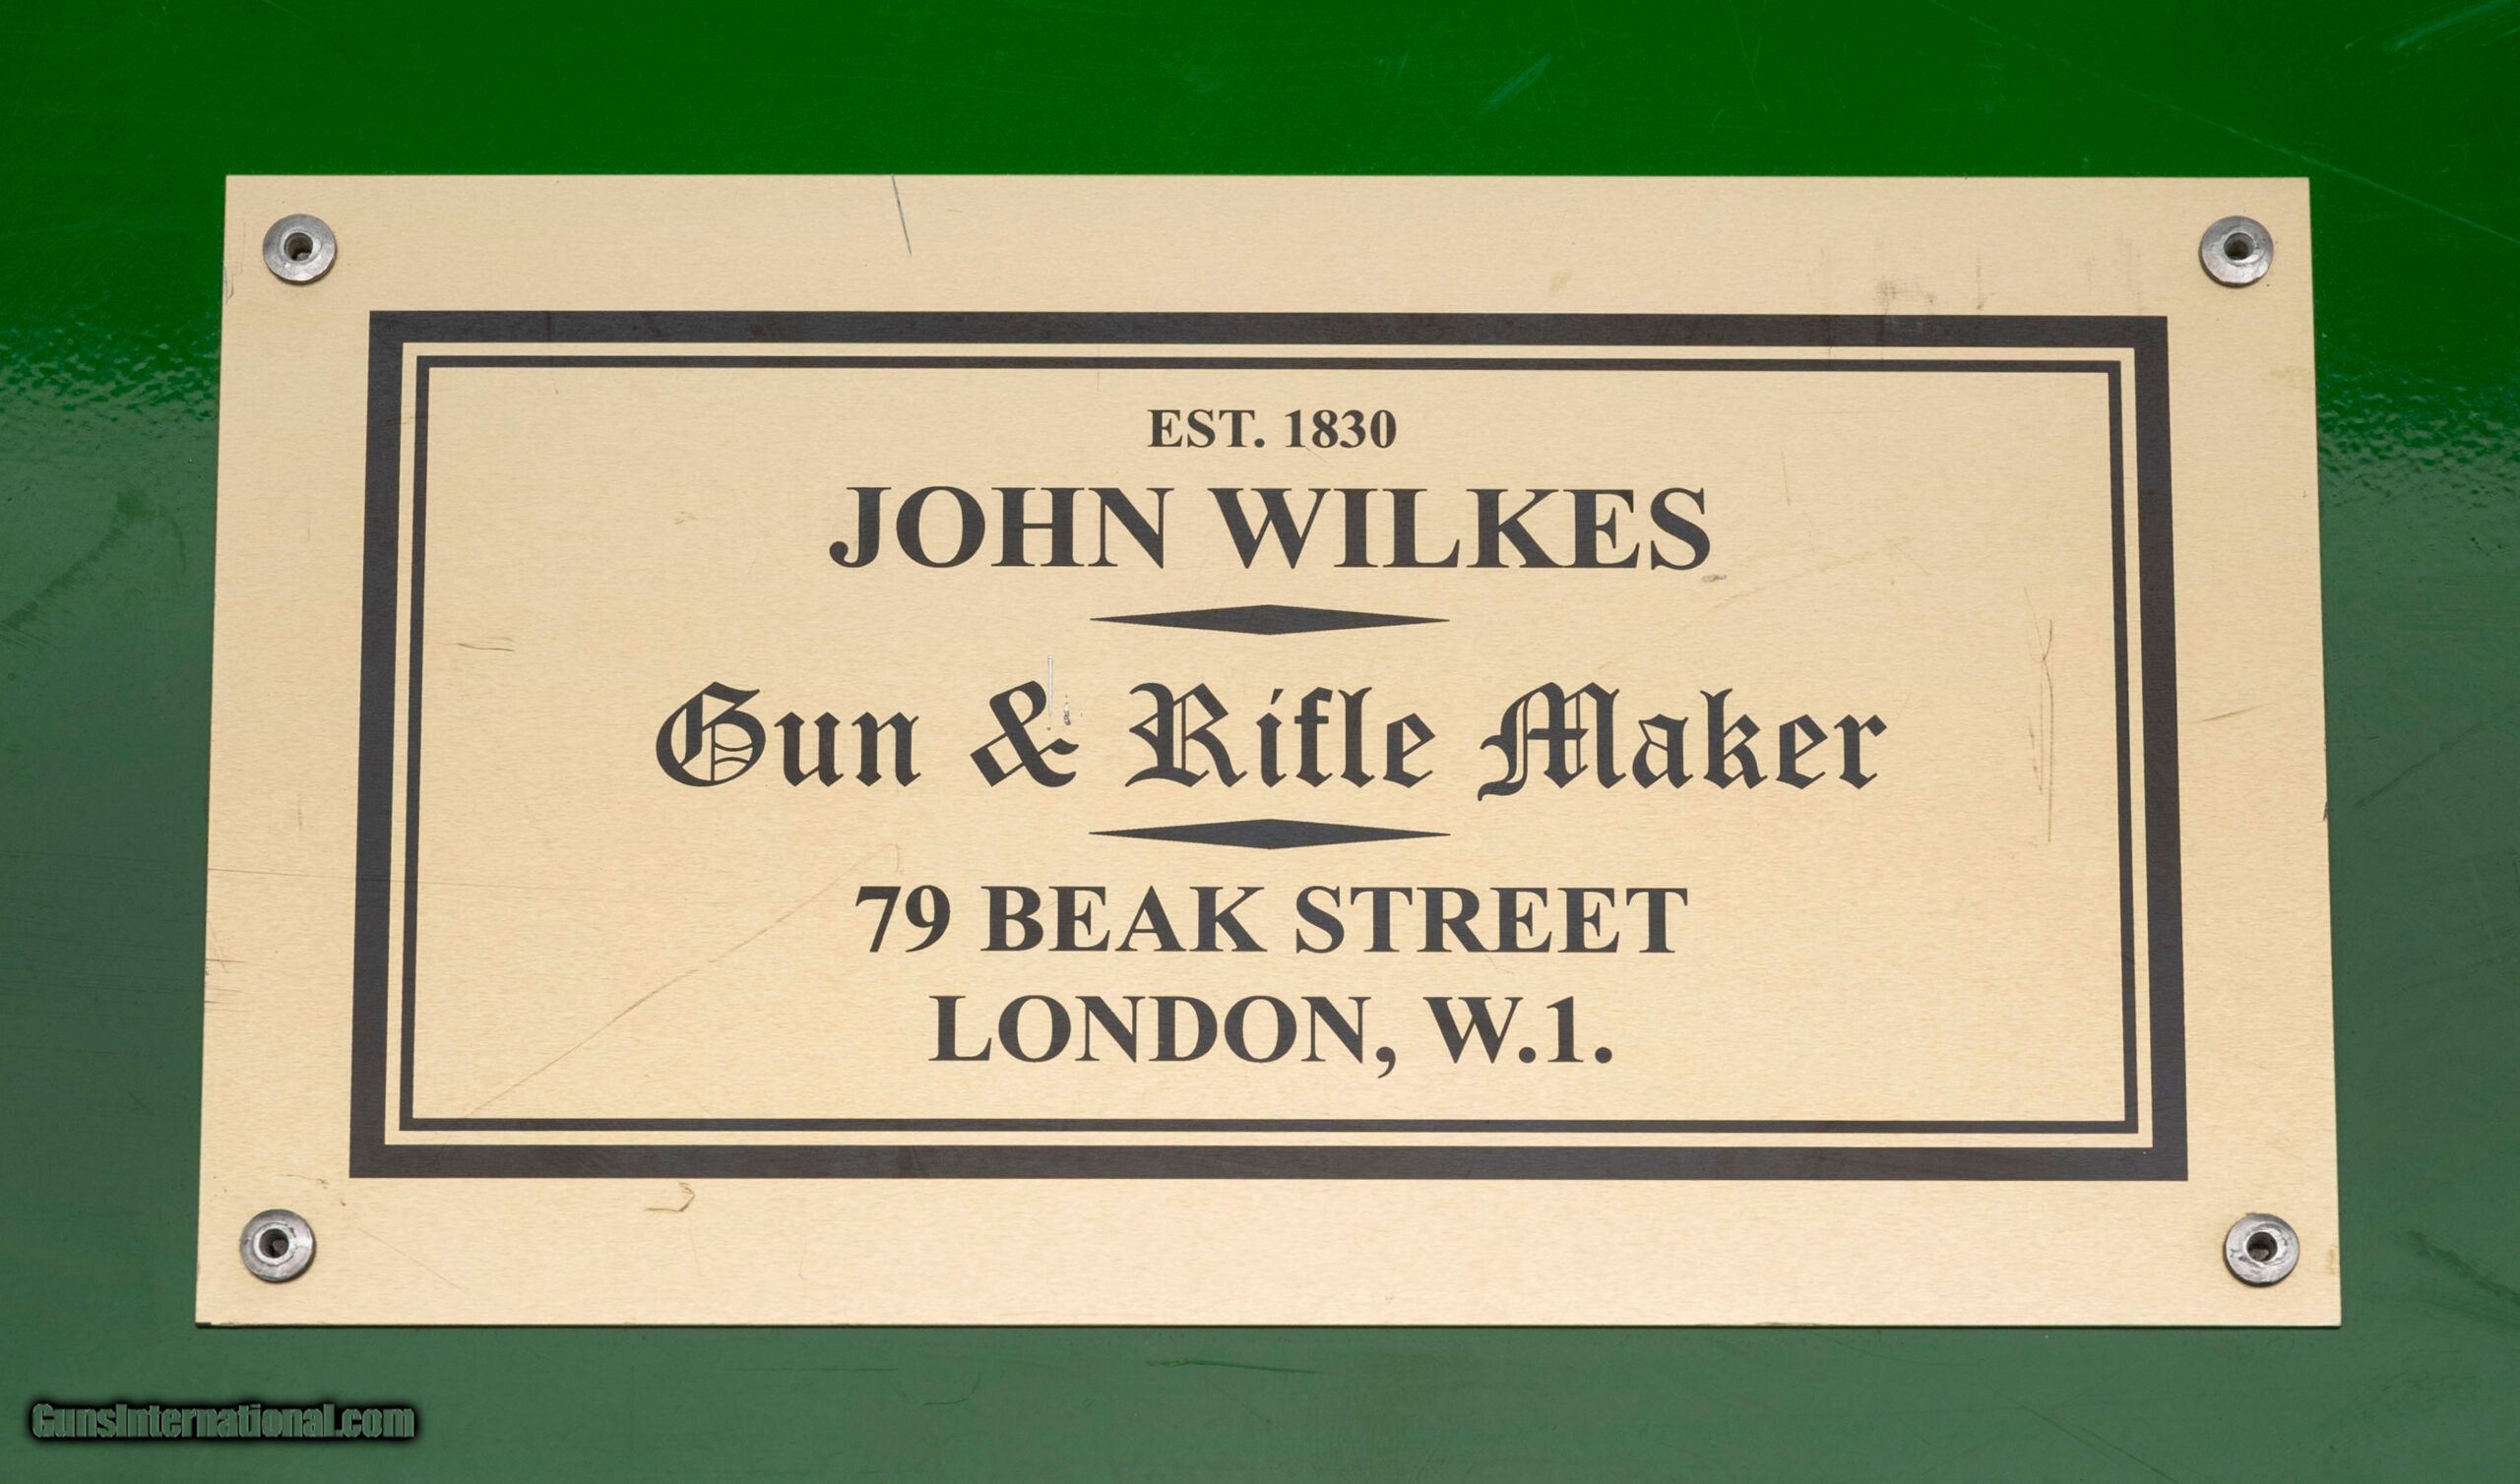 EST. 1830
JOHN WILKES
Gun & Rifle Maker
79 BEAK STREET
LONDON, W.1.
GunsInternational.com